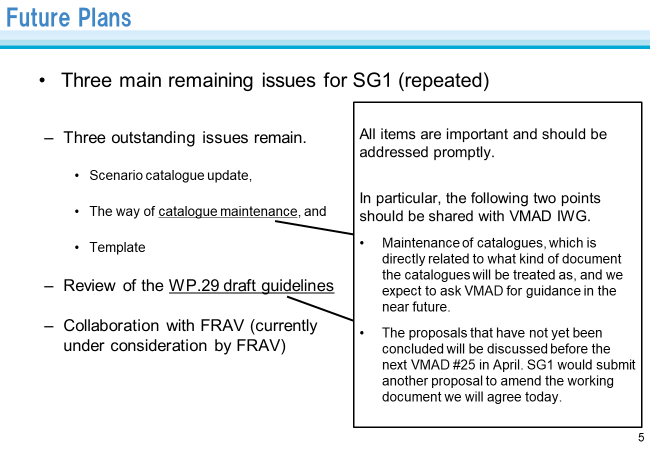 Future Plans
• Three main remaining issues for SG1 (repeated)
– Three outstanding issues remain.
• Scenario catalogue update,
• The way of catalogue maintenance, and
• Template
– Review of the WP.29 draft guidelines
– Collaboration with FRAV (currently
under consideration by FRAV)
All items are important and should be
addressed promptly.
In particular, the following two points
should be shared with VMAD IWG.
• Maintenance of catalogues, which is
directly related to what kind of document
the catalogues will be treated as, and we
expect to ask VMAD for guidance in the
near future.
• The proposals that have not yet been
concluded will be discussed before the
next VMAD #25 in April. SG1 would submit
another proposal to amend the working
document we will agree today.
5